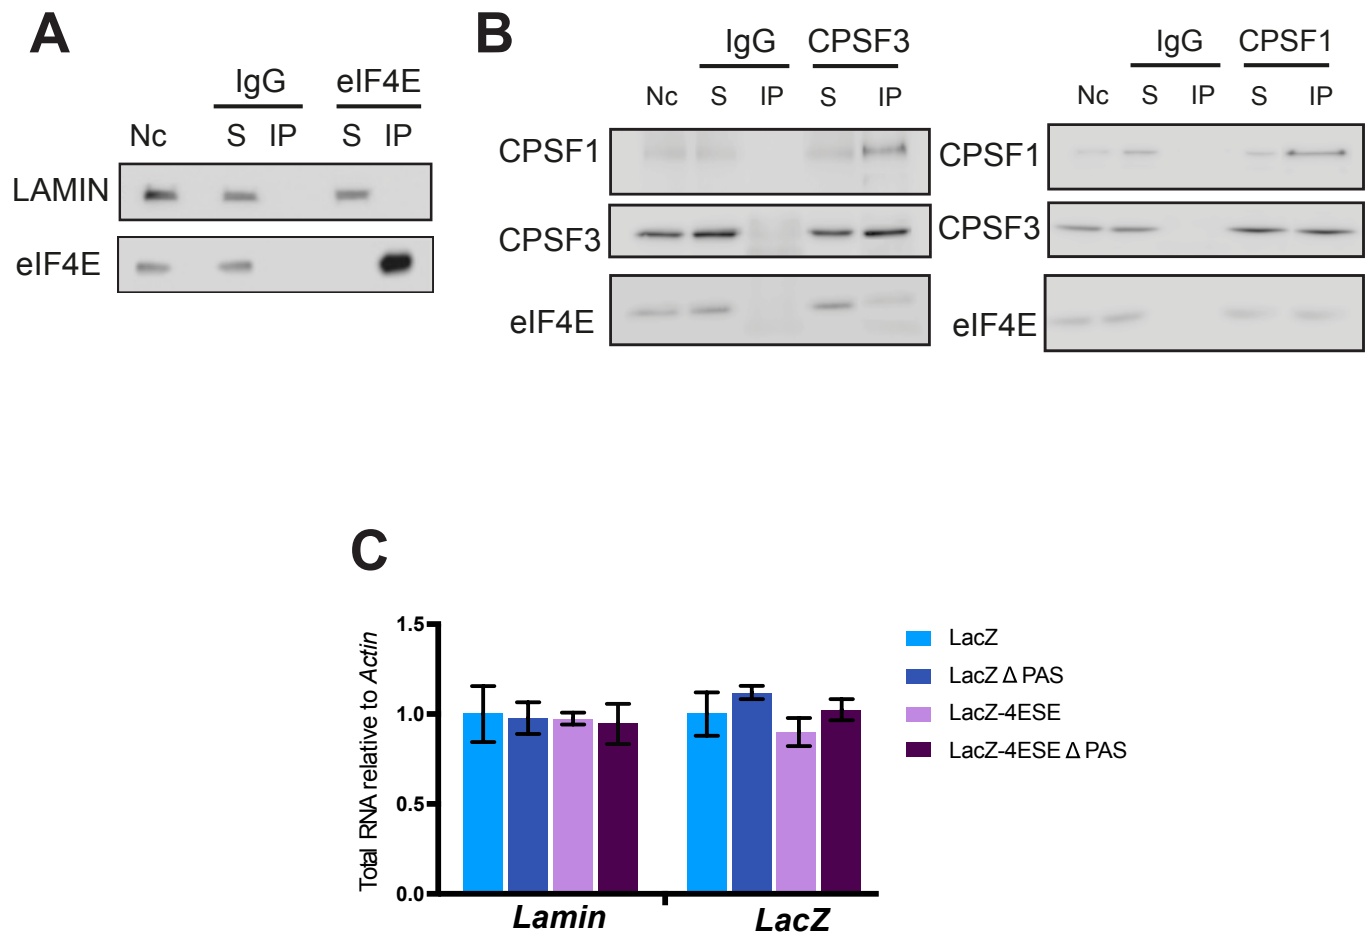 A
IgG eIF4E
Nc S IP S IP
LAMIN
eIF4E
B
IgG CPSF3
Nc S IP S IP
CPSF1
CPSF3
eIF4E
IgG CPSF1
Nc S IP S IP
CPSF1
CPSF3
eIF4E
C
Total RNA relative to Actin
1.5
1.0
0.5
0.0
Lamin LacZ
LacZ
LacZ Δ PAS
LacZ-4ESE
LacZ-4ESE Δ PAS